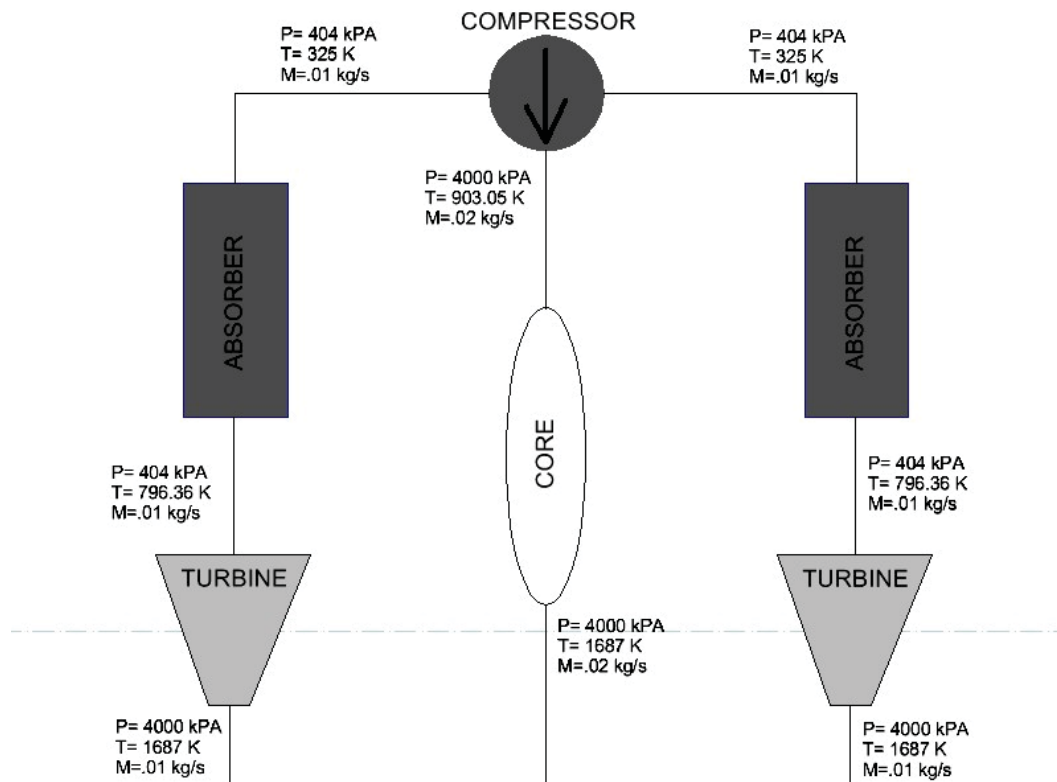 COMPRESSOR
P= 404 kPA
T= 325 K
M=.01 kg/s
P= 404 kPA
T= 325 K
M=.01 kg/s
P= 4000 kPA
T= 903.05 K
M=.02 kg/s
ABSORBER
CORE
ABSORBER
P= 404 kPA
T= 796.36 K
M=.01 kg/s
P= 404 kPA
T= 796.36 K
M=.01 kg/s
TURBINE
TURBINE
P= 4000 kPA
T= 1687 K
M=.02 kg/s
P= 4000 kPA
T= 1687 K
M=.01 kg/s
P= 4000 kPA
T= 1687 K
M=.01 kg/s